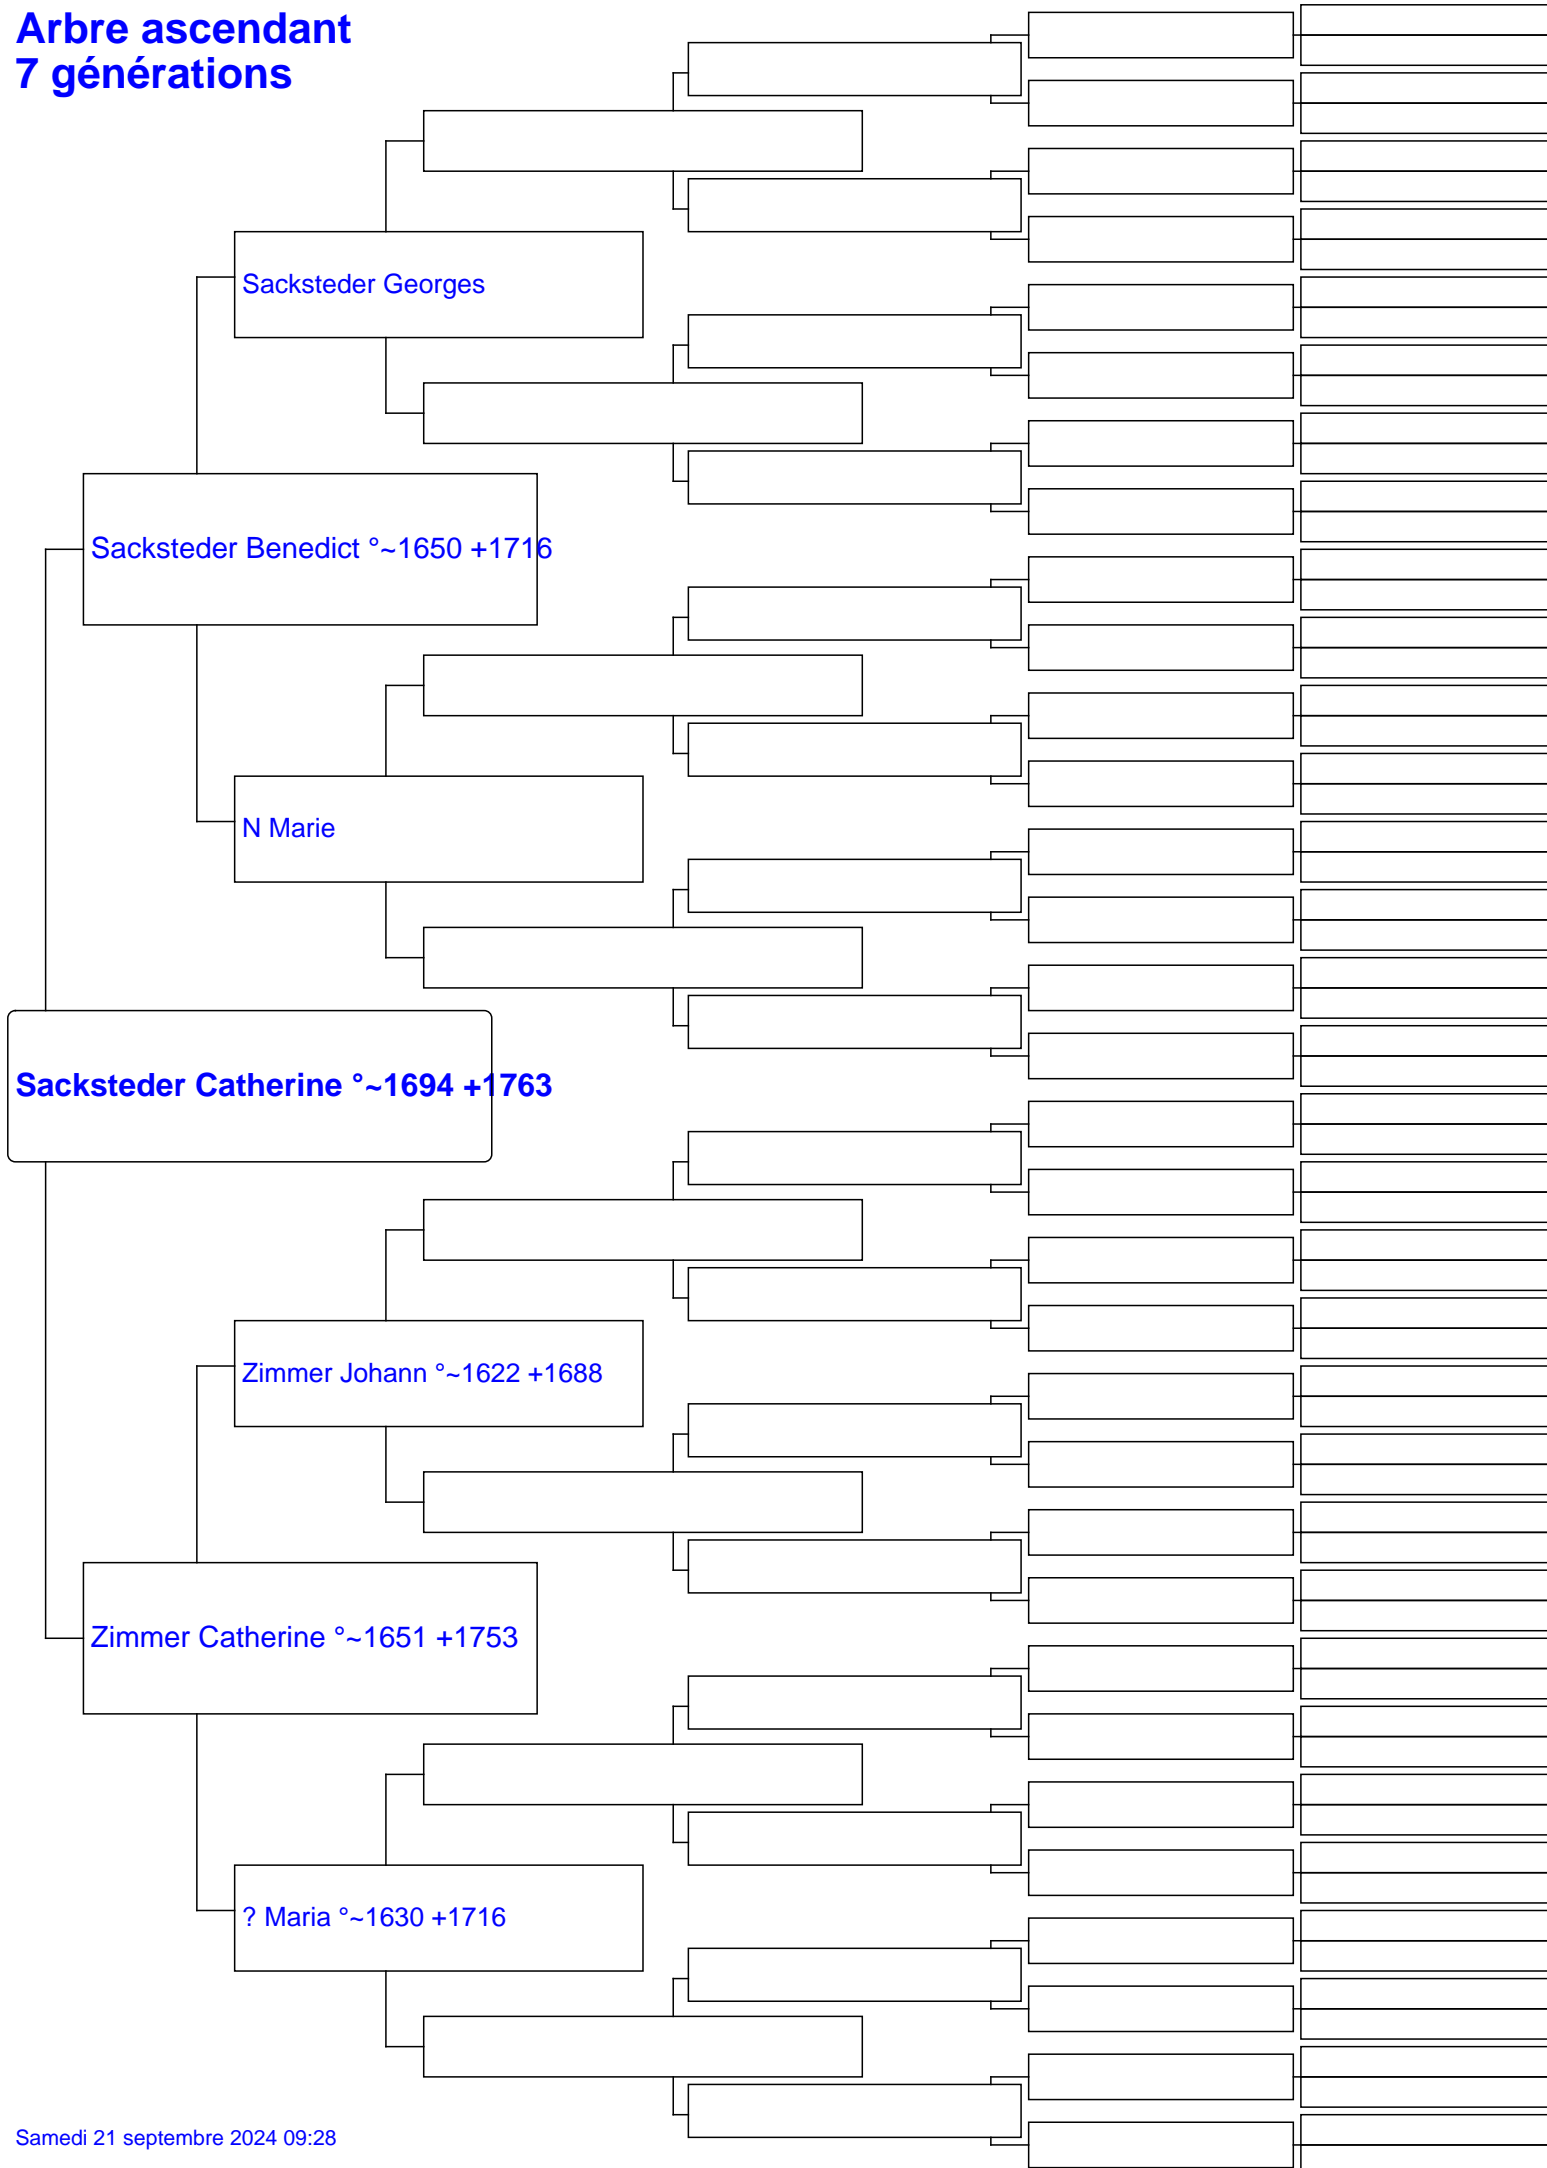 Arbre ascendant
7 générations
Sacksteder Georges
Sacksteder Benedict °~1650 +1716
N Marie
Sacksteder Catherine °~1694 +1763
Zimmer Johann °~1622 +1688
Zimmer Catherine °~1651 +1753
? Maria °~1630 +1716
Samedi 21 septembre 2024 09:28